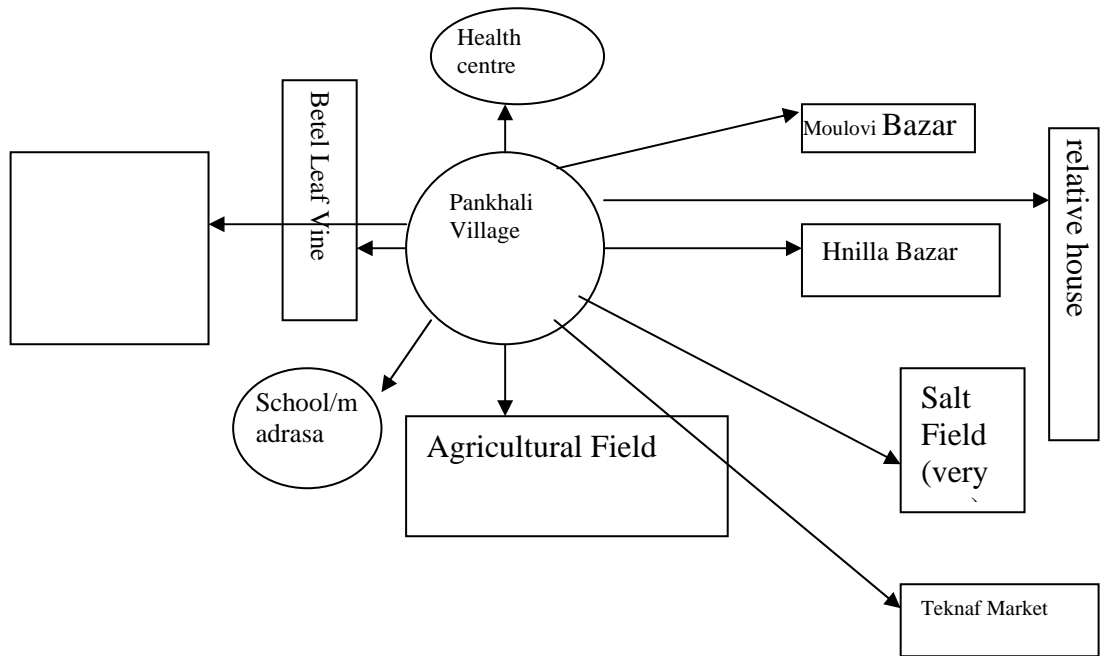 Health
centre
Betel Leaf Vine
Moulovi Bazar
relative house
Pankhali
Village
Hnilla Bazar
School/m
adrasa
Agricultural Field
Salt
Field
(very
Teknaf Market